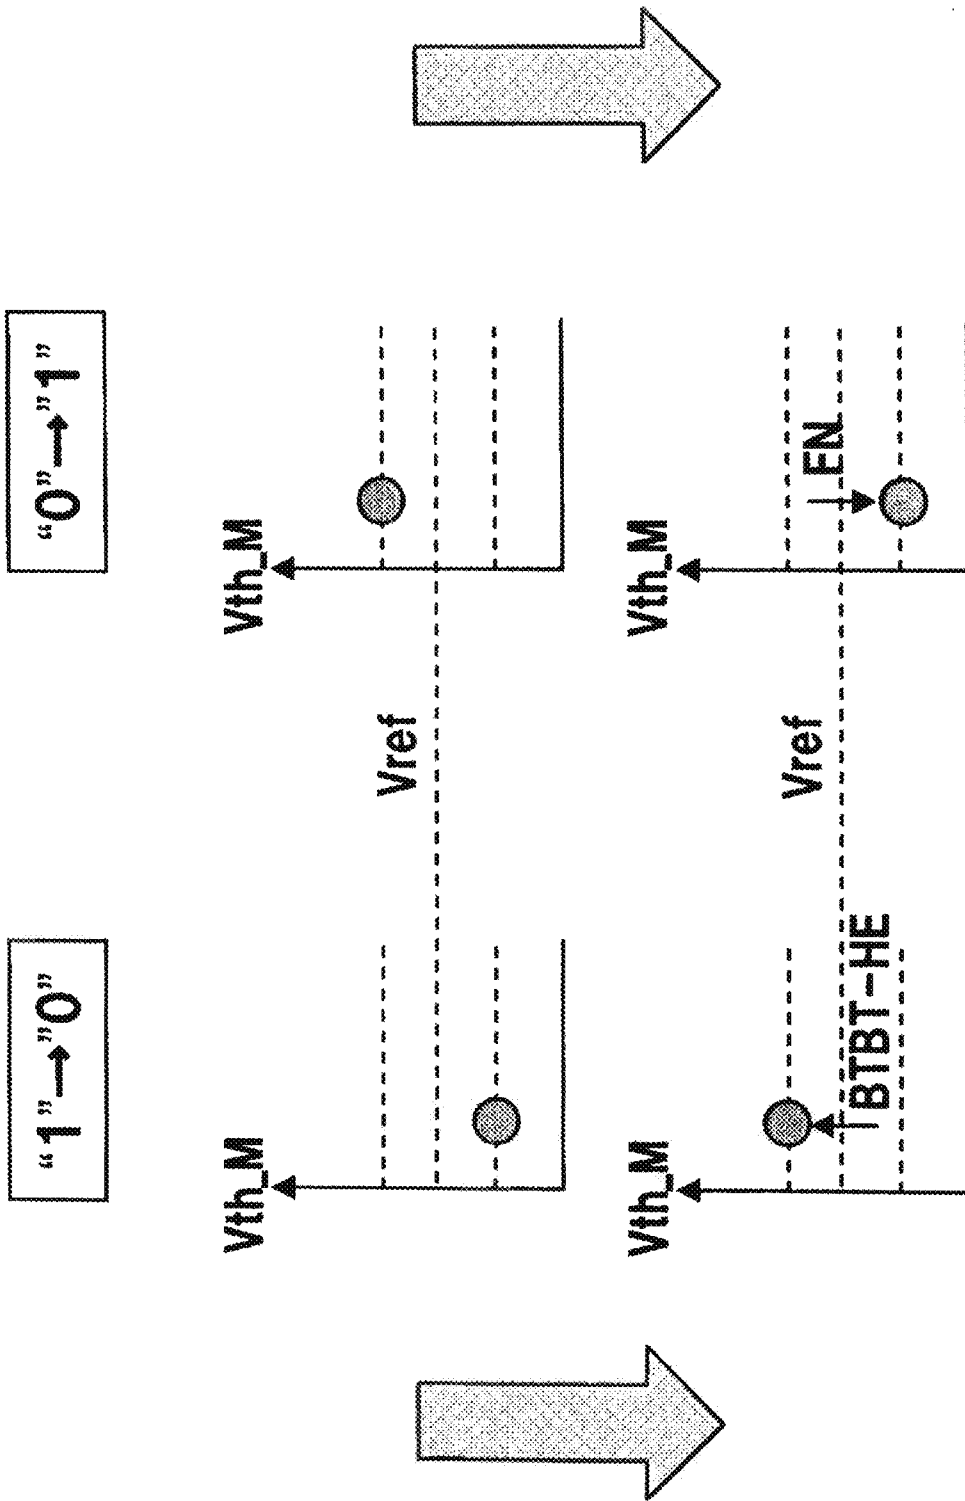 “1”→”0”
“0”→”1”
Vth_M
Vth_M
Vref
Vth_M
Vth_M
Vref
EN
BTBT-HE